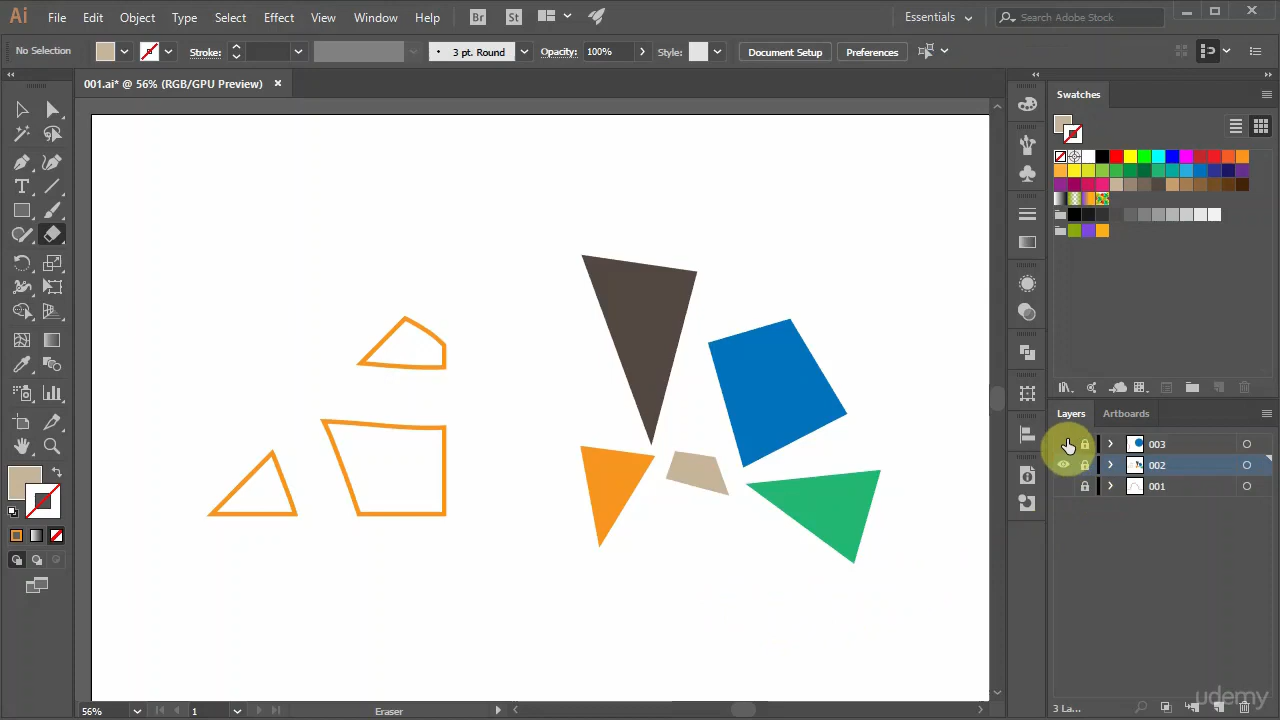 Ai File Edit Object Type Select Effect View Window Help Br St Essentials Search Adobe Stock
No Selection Stroke: 3 pt. Round Opacity: 100% Style: Document Setup Preferences
001.ai* @ 56% (RGB/GPU Preview)
Swatches
Layers Artboards
003
002
001
3 La...
56% 1 Eraser
udemy